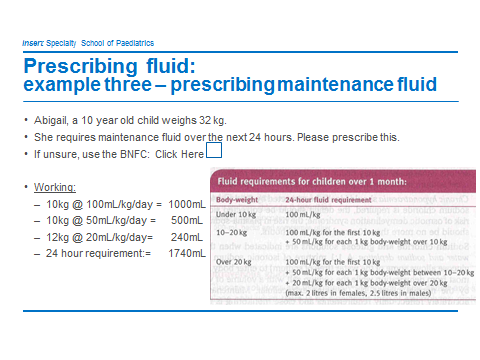 Insert Specialty School of Paediatrics
Prescribing fluid:
example three – prescribing maintenance fluid
• Abigail, a 10 year old child weighs 32 kg.
• She requires maintenance fluid over the next 24 hours. Please prescribe this.
• If unsure, use the BNFC: Click Here
• Working:
– 10kg @ 100mL/kg/day = 1000mL
– 10kg @ 50mL/kg/day = 500mL
– 12kg @ 20mL/kg/day= 240mL
– 24 hour requirement:= 1740mL
Fluid requirements for children over 1 month:
Body-weight 24-hour fluid requirement
Under 10 kg 100 mL/kg
10–20 kg 100 mL/kg for the first 10 kg
+ 50 mL/kg for each 1 kg body-weight over 10 kg
Over 20 kg 100 mL/kg for the first 10 kg
+ 50 mL/kg for each 1 kg body-weight between 10–20 kg
+ 20 mL/kg for each 1 kg body-weight over 20 kg
(max. 2 litres in females, 2.5 litres in males)